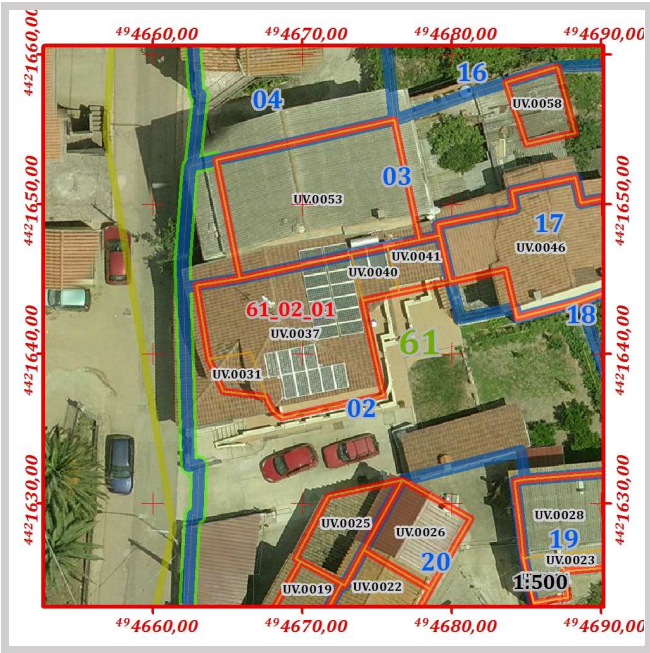 ⁴⁹4660,00 ⁴⁹4670,00 ⁴⁹4680,00 ⁴⁹4690,00
⁴⁴²1660,00
⁴⁴²1650,00
⁴⁴²1640,00
⁴⁴²1630,00
16
04
UV.0058
03
UV.0053
17
UV.0046
UV.0041
UV.0040
61_02_01
UV.0037
18
61
UV.0031
02
UV.0028
UV.0025
UV.0026
19
UV.0023
20
1:500
UV.0019
UV.0022
⁴⁴²1660,00
⁴⁴²1650,00
⁴⁴²1640,00
⁴⁴²1630,00
⁴⁹4660,00 ⁴⁹4670,00 ⁴⁹4680,00 ⁴⁹4690,00